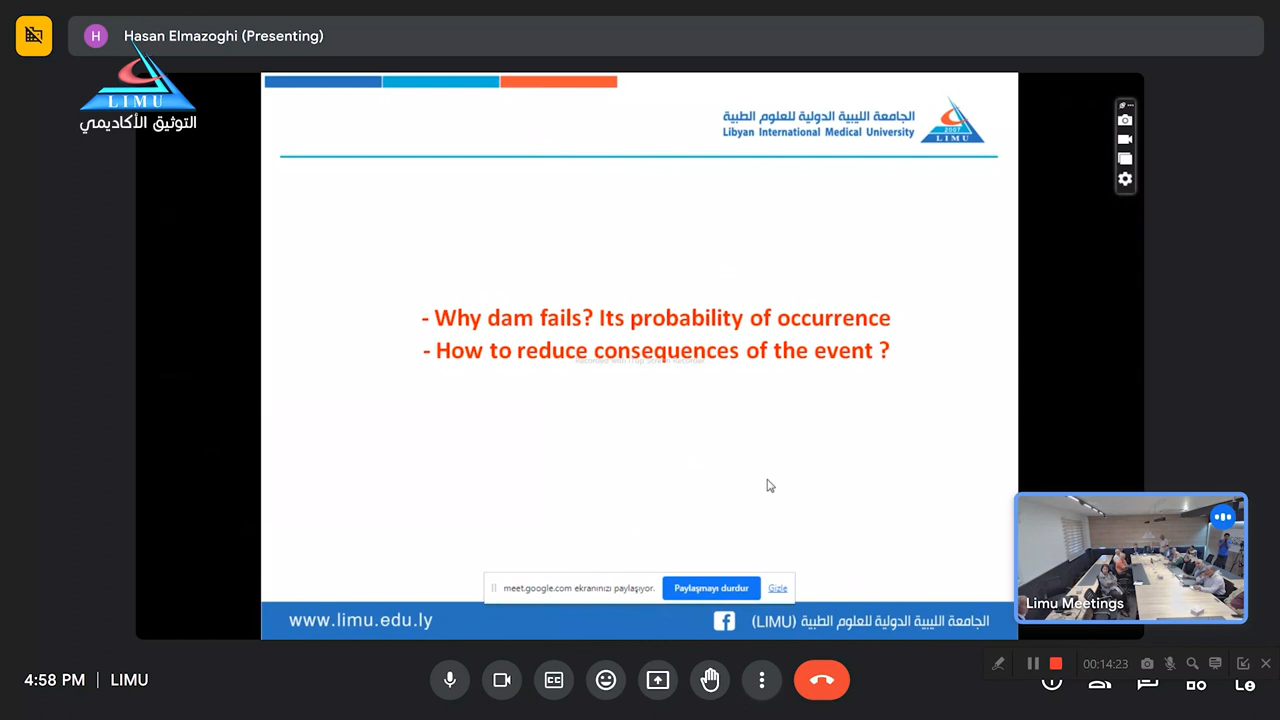 H
Hasan Elmazoghi (Presenting)
LIMU
التوثيق الأكاديمي
الجامعة الليبية الدولية للعلوم الطبية
Libyan International Medical University
2007
LIMU
- Why dam fails? Its probability of occurrence
- How to reduce consequences of the event ?
meet.google.com ekranınızı paylaşıyor.
Paylaşmayı durdur
Gizle
www.limu.edu.ly
الجامعة الليبية الدولية للعلوم الطبية (LIMU)
Limu Meetings
00:14:23
4:58 PM | LIMU